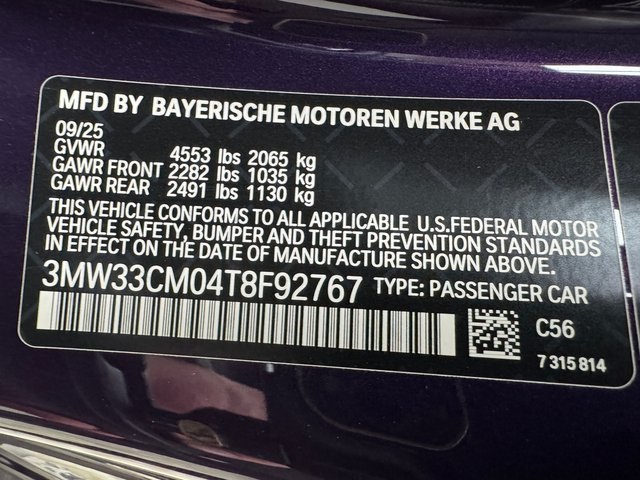 MFD BY BAYERISCHE MOTOREN WERKE AG
09/25
GVWR 4553 lbs 2065 kg
GAWR FRONT 2282 lbs 1035 kg
GAWR REAR 2491 lbs 1130 kg
THIS VEHICLE CONFORMS TO ALL APPLICABLE U.S.FEDERAL MOTOR
VEHICLE SAFETY, BUMPER AND THEFT PREVENTION STANDARDS
IN EFFECT ON THE DATE OF MANUFACTURE SHOWN ABOVE.
3MW33CM04T8F92767 TYPE: PASSENGER CAR
C56
7 315 814